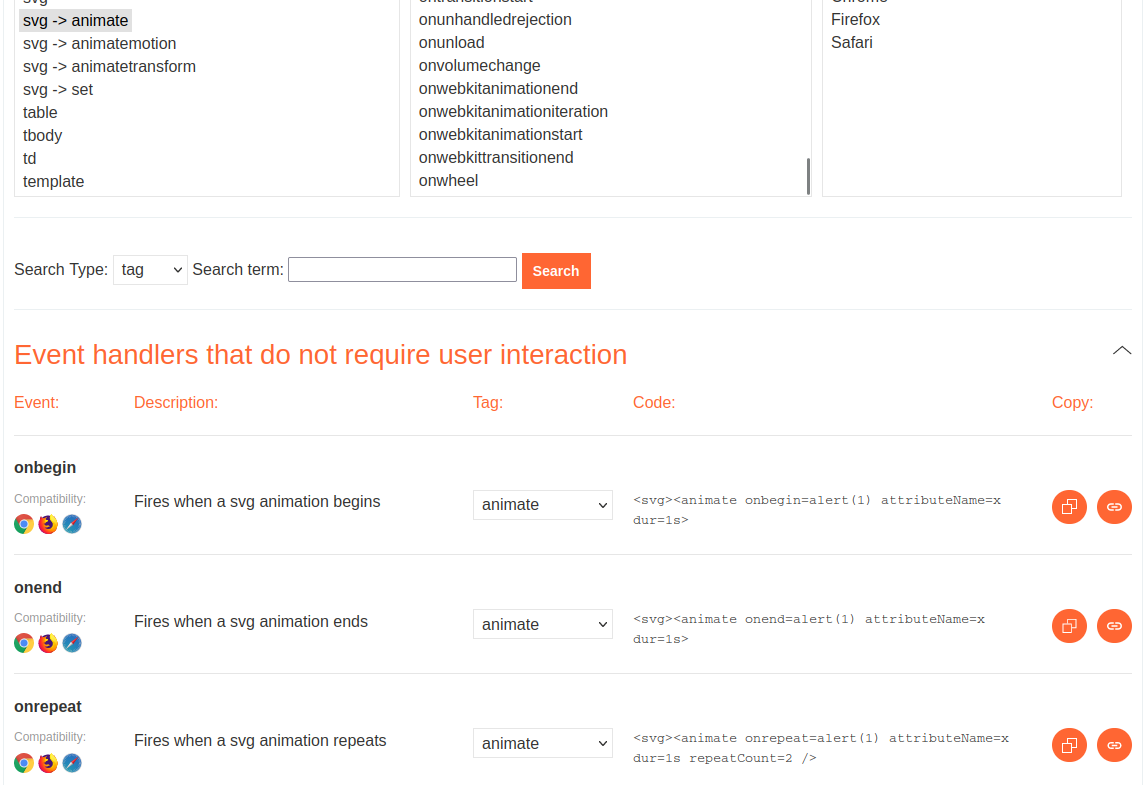 svg
svg -> animate
svg -> animatemotion
svg -> animatetransform
svg -> set
table
tbody
td
template
ontransitionstart
onunhandledrejection
onunload
onvolumechange
onwebkitanimationend
onwebkitanimationiteration
onwebkitanimationstart
onwebkittransitionend
onwheel
Chrome
Firefox
Safari
Search Type: tag Search term: Search
Event handlers that do not require user interaction
Event: Description: Tag: Code: Copy:
onbegin
Compatibility:
Fires when a svg animation begins
animate
<svg><animate onbegin=alert(1) attributeName=x
dur=1s>
onend
Compatibility:
Fires when a svg animation ends
animate
<svg><animate onend=alert(1) attributeName=x
dur=1s>
onrepeat
Compatibility:
Fires when a svg animation repeats
animate
<svg><animate onrepeat=alert(1) attributeName=x
dur=1s repeatCount=2 />